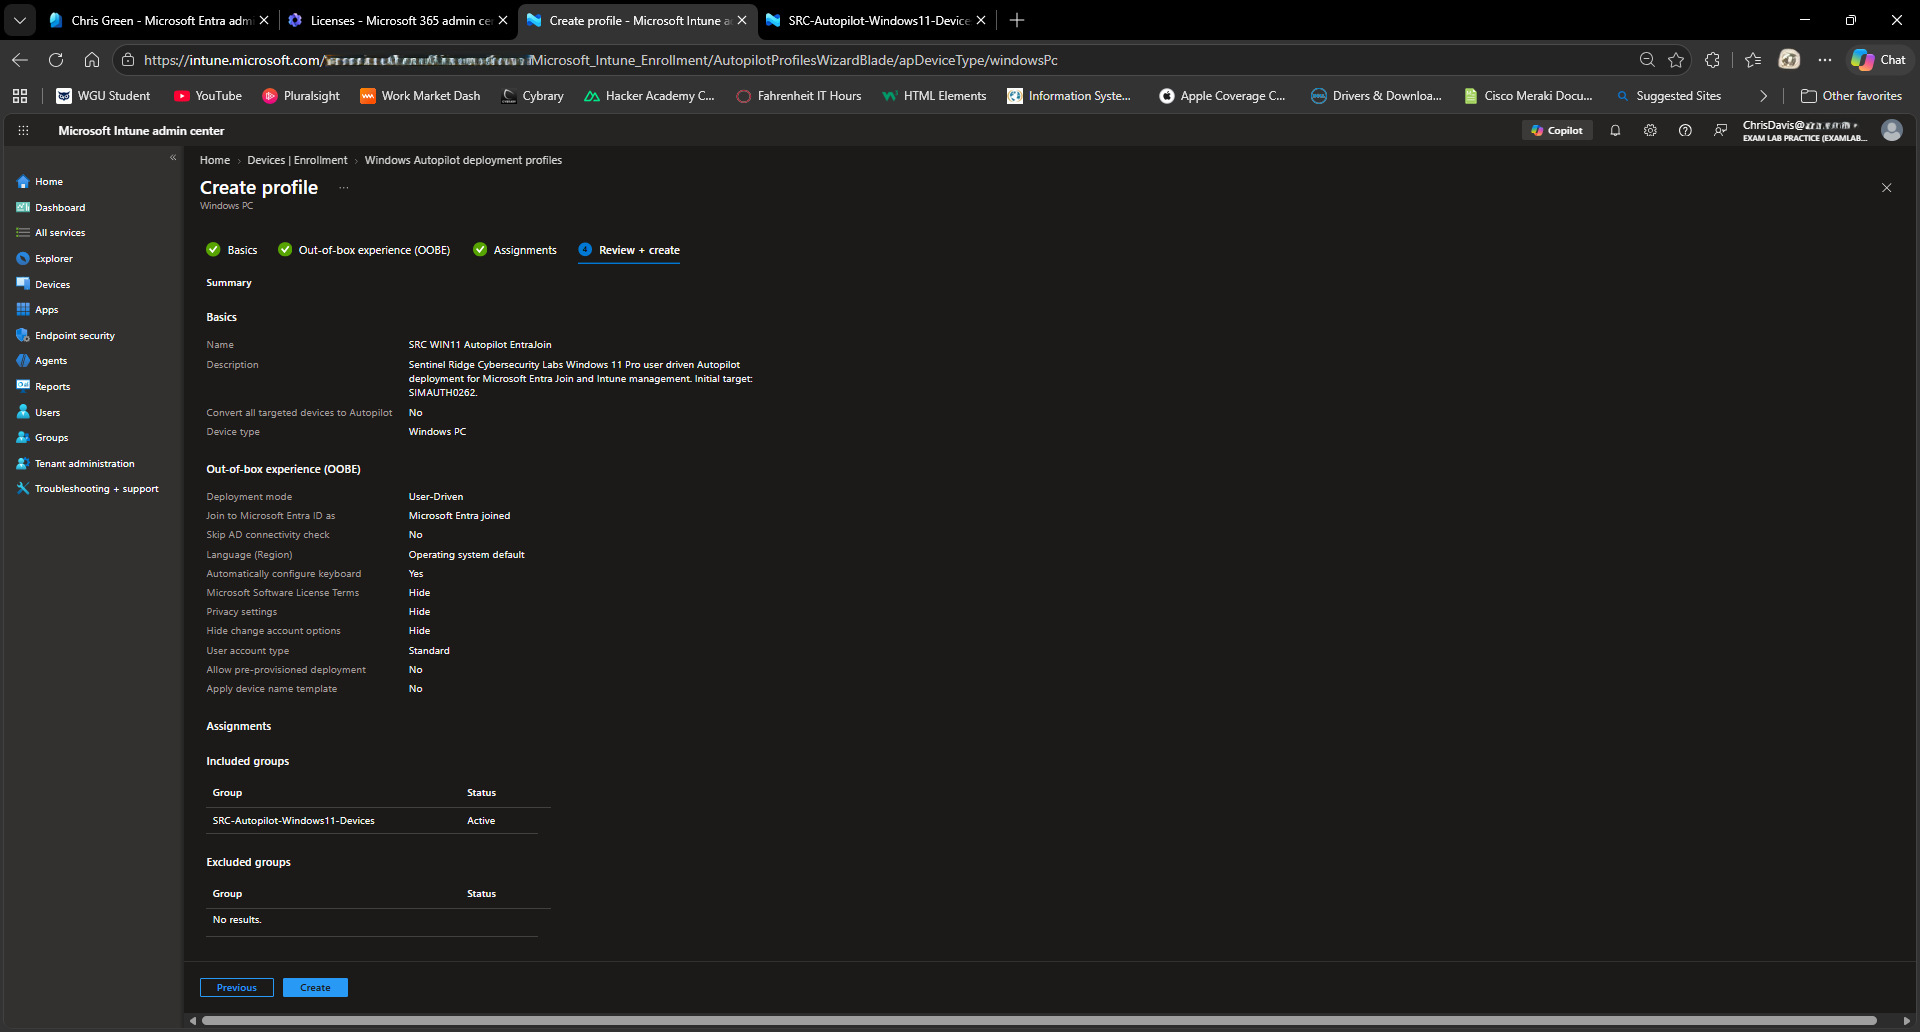 Chris Green - Microsoft Entra adm
Licenses - Microsoft 365 admin ce
Create profile - Microsoft Intune a
SRC-Autopilot-Windows11-Device
https://intune.microsoft.com/ Microsoft_Intune_Enrollment/AutopilotProfilesWizardBlade/apDeviceType/windowsPc
Chat
WGU Student
YouTube
Pluralsight
Work Market Dash
Cybrary
Hacker Academy C...
Fahrenheit IT Hours
HTML Elements
Information Syste...
Apple Coverage C...
Drivers & Downloa...
Cisco Meraki Docu...
Suggested Sites
Other favorites
Microsoft Intune admin center
Copilot
ChrisDavis@
EXAM LAB PRACTICE (EXAMLAB...
Home
Dashboard
All services
Explorer
Devices
Apps
Endpoint security
Agents
Reports
Users
Groups
Tenant administration
Troubleshooting + support
Home › Devices | Enrollment › Windows Autopilot deployment profiles
Create profile ...
Windows PC
Basics
Out-of-box experience (OOBE)
Assignments
4 Review + create
Summary
Basics
Name SRC WIN11 Autopilot EntraJoin
Description Sentinel Ridge Cybersecurity Labs Windows 11 Pro user driven Autopilot
deployment for Microsoft Entra Join and Intune management. Initial target:
SIMAUTH0262.
Convert all targeted devices to Autopilot No
Device type Windows PC
Out-of-box experience (OOBE)
Deployment mode User-Driven
Join to Microsoft Entra ID as Microsoft Entra joined
Skip AD connectivity check No
Language (Region) Operating system default
Automatically configure keyboard Yes
Microsoft Software License Terms Hide
Privacy settings Hide
Hide change account options Hide
User account type Standard
Allow pre-provisioned deployment No
Apply device name template No
Assignments
Included groups
Group Status
SRC-Autopilot-Windows11-Devices Active
Excluded groups
Group Status
No results.
Previous
Create